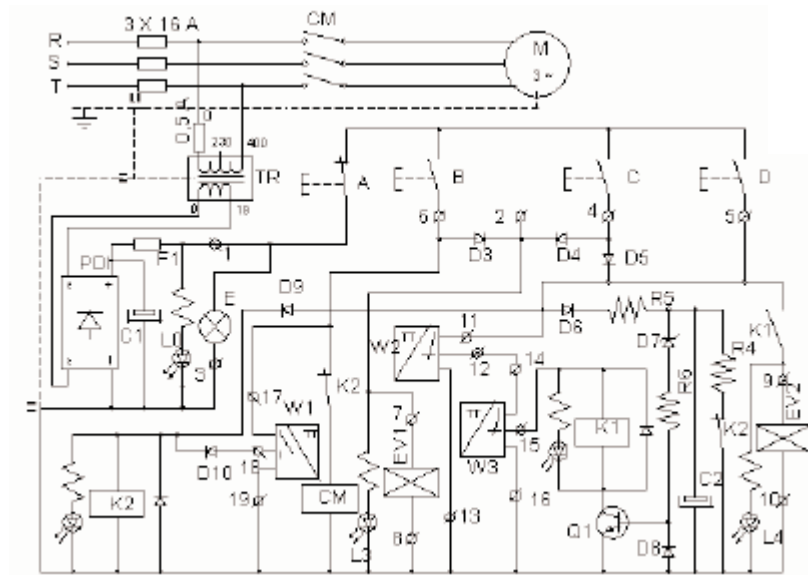 3 X 16 A
CM
R
S
T
M
3 ~
0
0,5 A
230
400
TR
0
18
A
B
C
D
6
2
4
5
1
F1
D3
D4
D5
PDI
E
D9
C1
3
11
D6
R5
D7
K1
W2
12
14
R4
17
K2
7
R6
9
EV2
W1
EV1
15
K1
K2
18
W3
D10
16
C2
10
K2
19
CM
L3
8
13
Q1
D8
L4